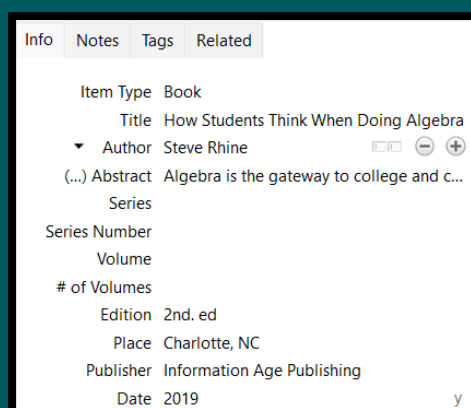 Info Notes Tags Related
Item Type Book
Title How Students Think When Doing Algebra
Author Steve Rhine
(...) Abstract Algebra is the gateway to college and c...
Series
Series Number
Volume
# of Volumes
Edition 2nd. ed
Place Charlotte, NC
Publisher Information Age Publishing
Date 2019 y